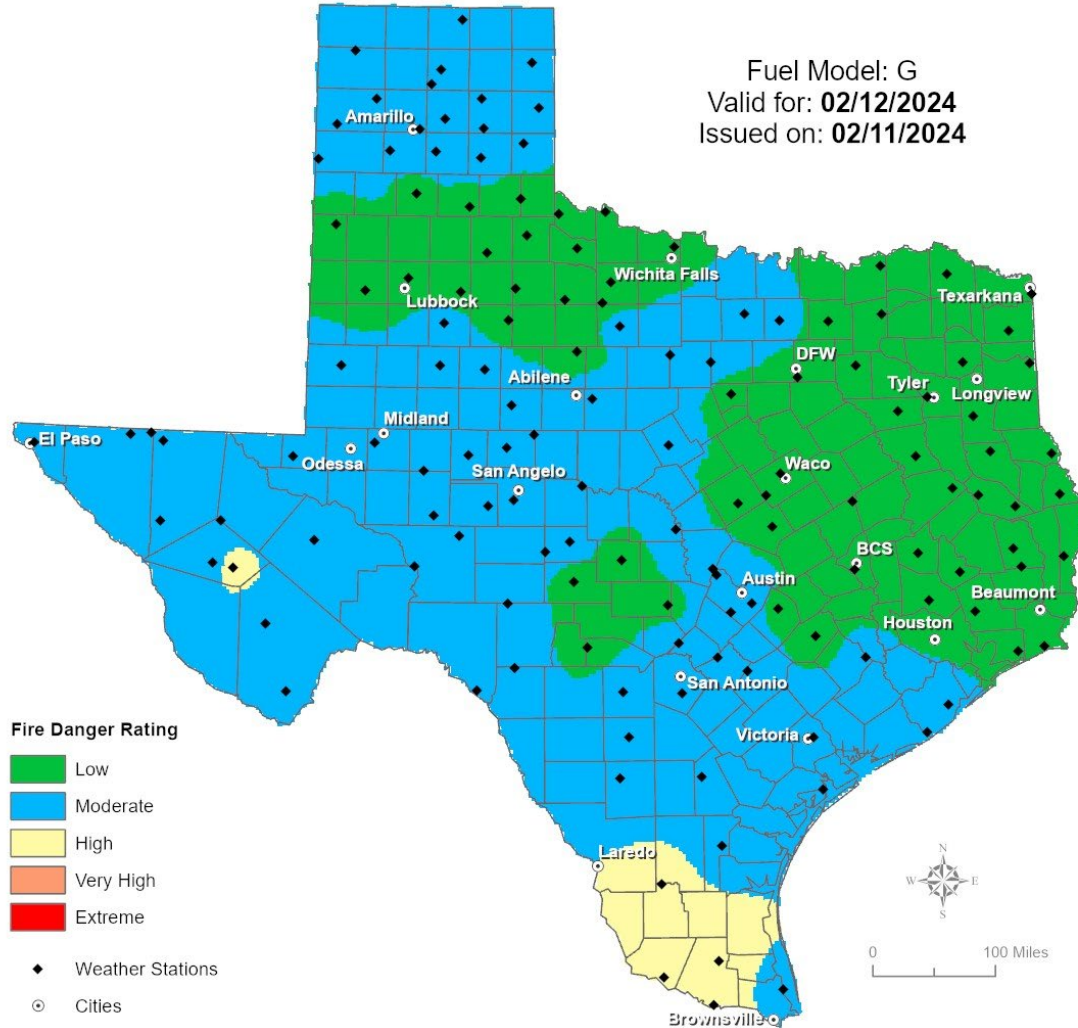 Fuel Model: G
Valid for: 02/12/2024
Issued on: 02/11/2024
Amarillo
Wichita Falls
Lubbock
Texarkana
DFW
Abilene
Tyler
Longview
Midland
El Paso
Odessa
San Angelo
Waco
BCS
Austin
Beaumont
Houston
San Antonio
Victoria
Laredo
Brownsville
Fire Danger Rating
Low
Moderate
High
Very High
Extreme
Weather Stations
Cities
N
W E
S
0 100 Miles